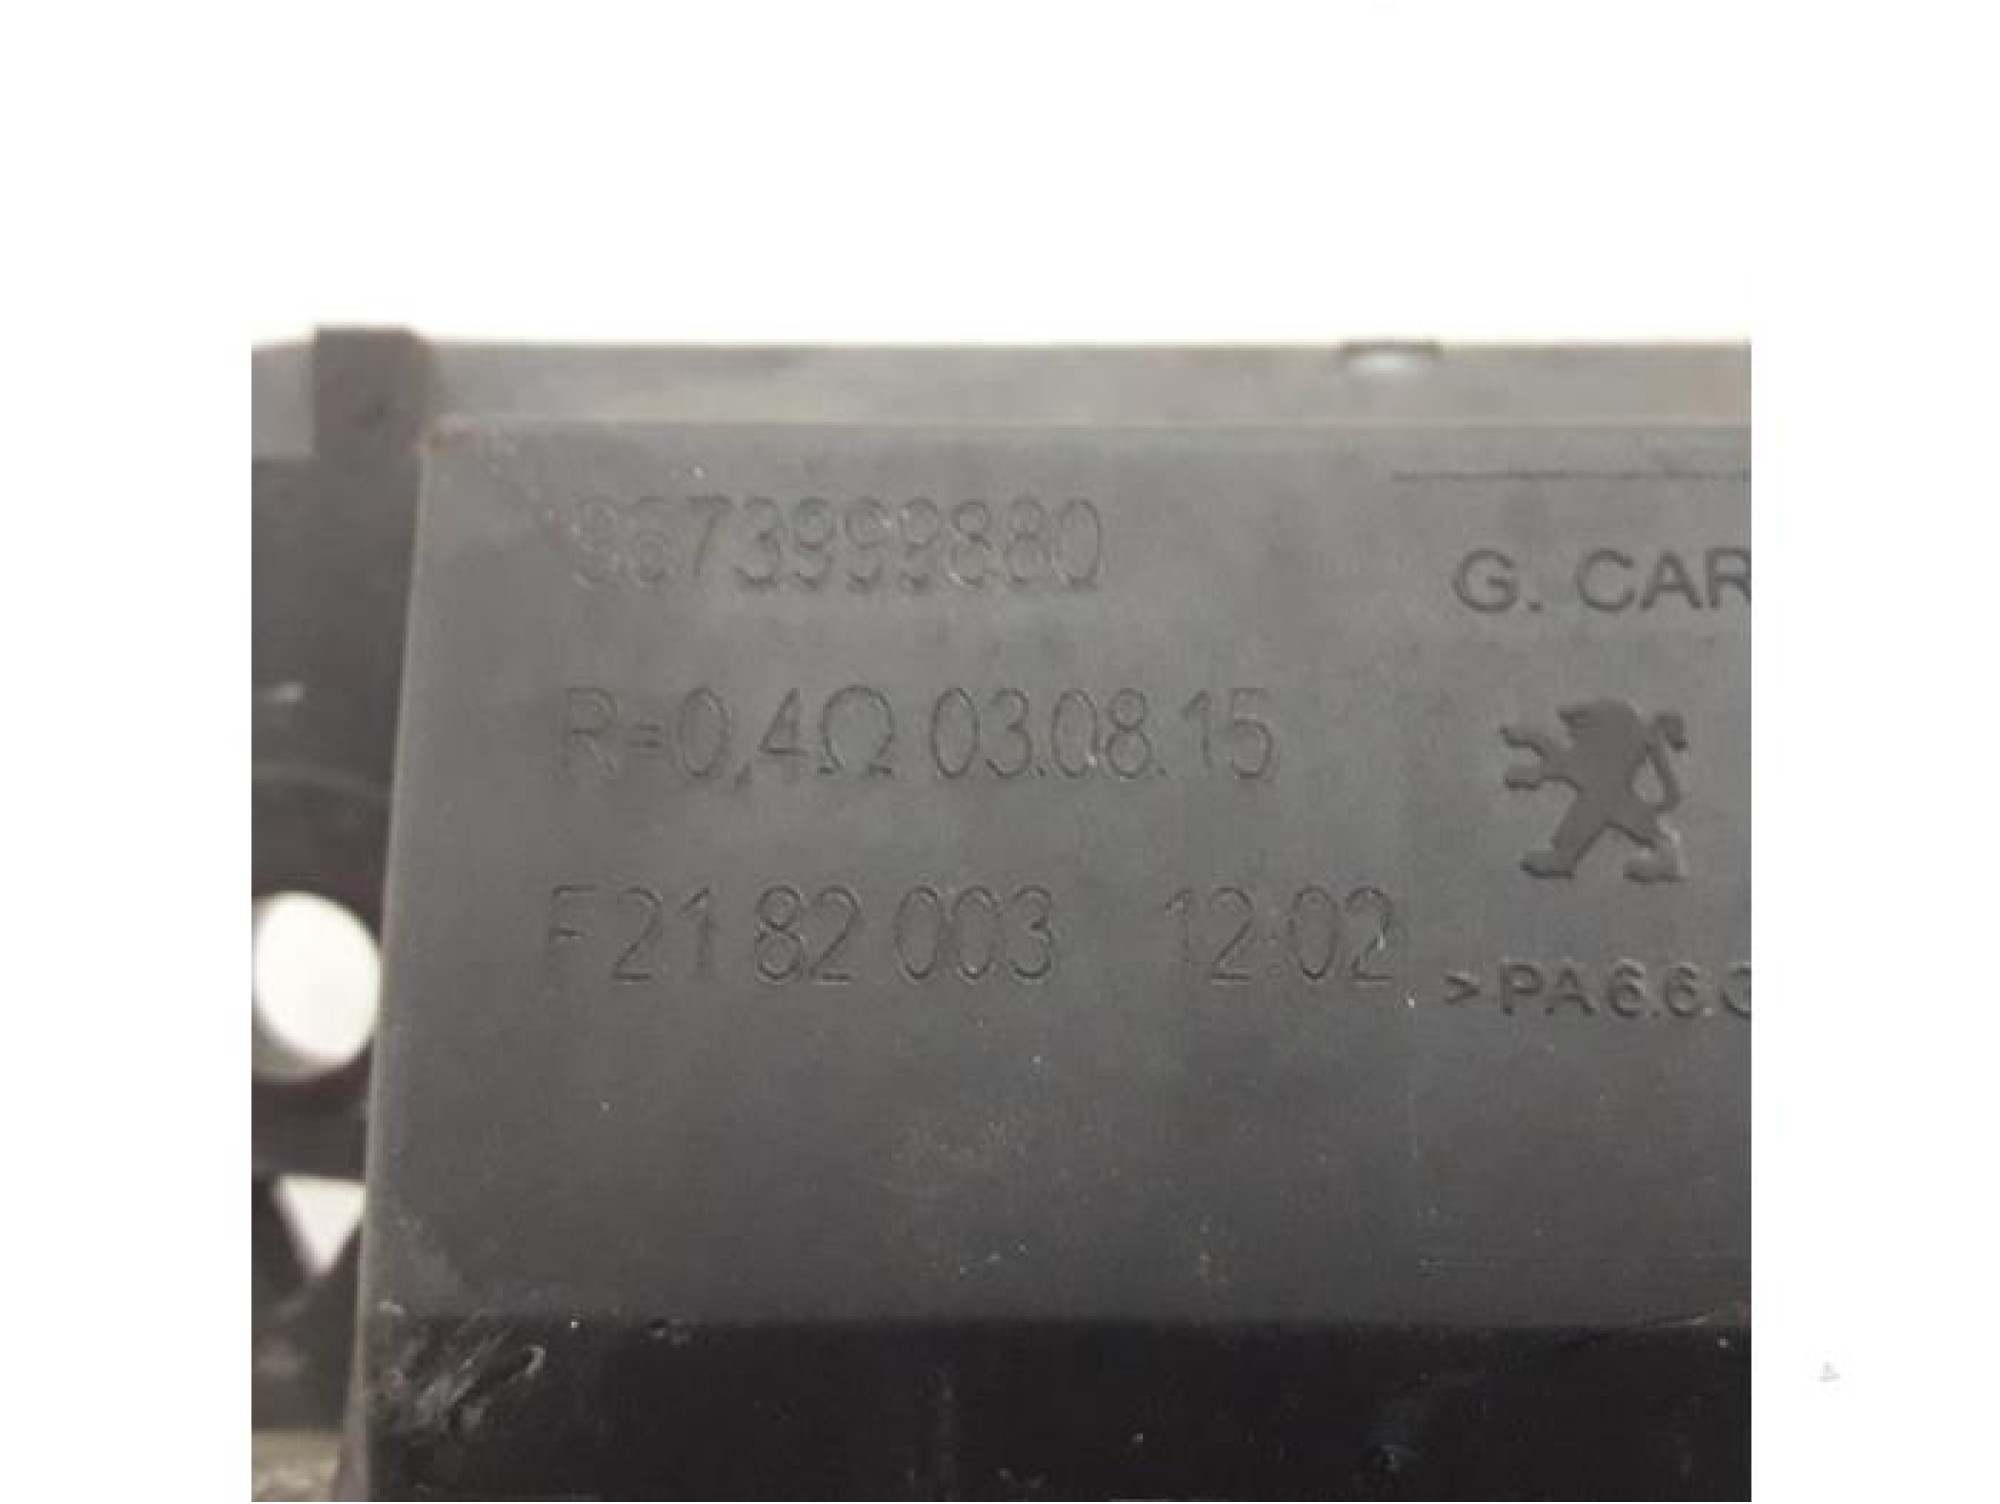 9673999880
R=0,4Ω 03.08.15
F21 82 003 12:02
G. CAR
>PA6.6.G